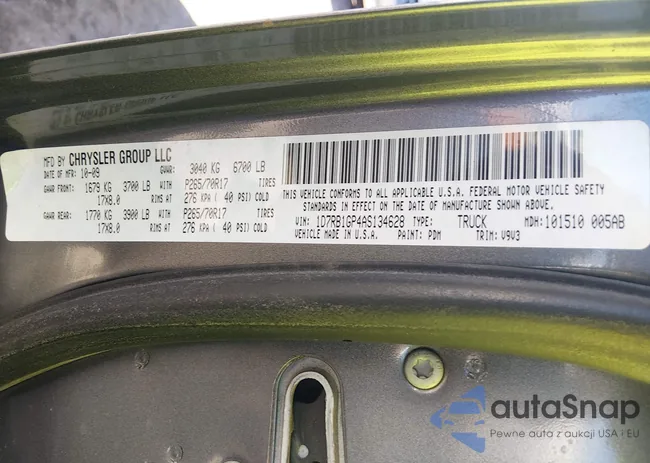 MFD BY CHRYSLER GROUP LLC
DATE OF MFR: 10-09 GVWR: 3040 KG 6700 LB
GAWR FRONT: 1679 KG 3700 LB P265/70R17 TIRES
17X8.0 RIMS AT 276 KPA ( 40 PSI) COLD
GAWR REAR: 1770 KG 3900 LB P265/70R17 TIRES
17X8.0 RIMS AT 276 KPA ( 40 PSI) COLD
THIS VEHICLE CONFORMS TO ALL APPLICABLE U.S.A. FEDERAL MOTOR VEHICLE SAFETY
STANDARDS IN EFFECT ON THE DATE OF MANUFACTURE SHOWN ABOVE.
VIN: 1D7RB1GP4AS134628 TYPE: TRUCK MDH: 101510 005AB
VEHICLE MADE IN U.S.A. PAINT: PDM TRIM: V9V3
autaSnap
Pewne auta z aukcji USA i EU